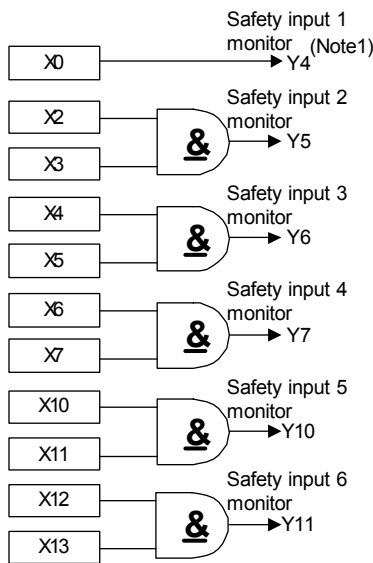 Safety input 1
monitor (Note1)
X0
Y4
Safety input 2
monitor
X2
X3
&
Y5
Safety input 3
monitor
X4
X5
&
Y6
Safety input 4
monitor
X6
X7
&
Y7
Safety input 5
monitor
X10
X11
&
Y10
Safety input 6
monitor
X12
X13
&
Y11